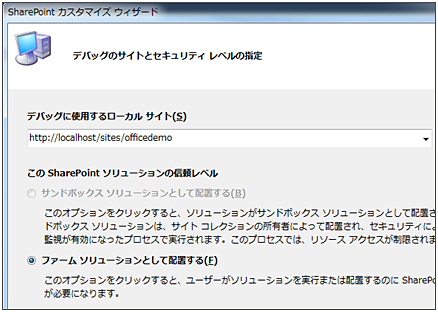 SharePoint カスタマイズ ウィザード
デバッグのサイトとセキュリティ レベルの指定
デバッグに使用するローカル サイト(S)
http://localhost/sites/officedemo
この SharePoint ソリューションの信頼レベル
サンドボックス ソリューションとして配置する(B)
このオプションをクリックすると、ソリューションがサンドボックス ソリューションとして配置さ
ドボックス ソリューションは、サイト コレクションの所有者によって配置され、セキュリティによ
監視が有効になったプロセスで実行されます。このプロセスでは、リソース アクセスが制限されま
ファーム ソリューションとして配置する(F)
このオプションをクリックすると、ユーザーがソリューションを実行または配置するのに SharePo
が必要になります。